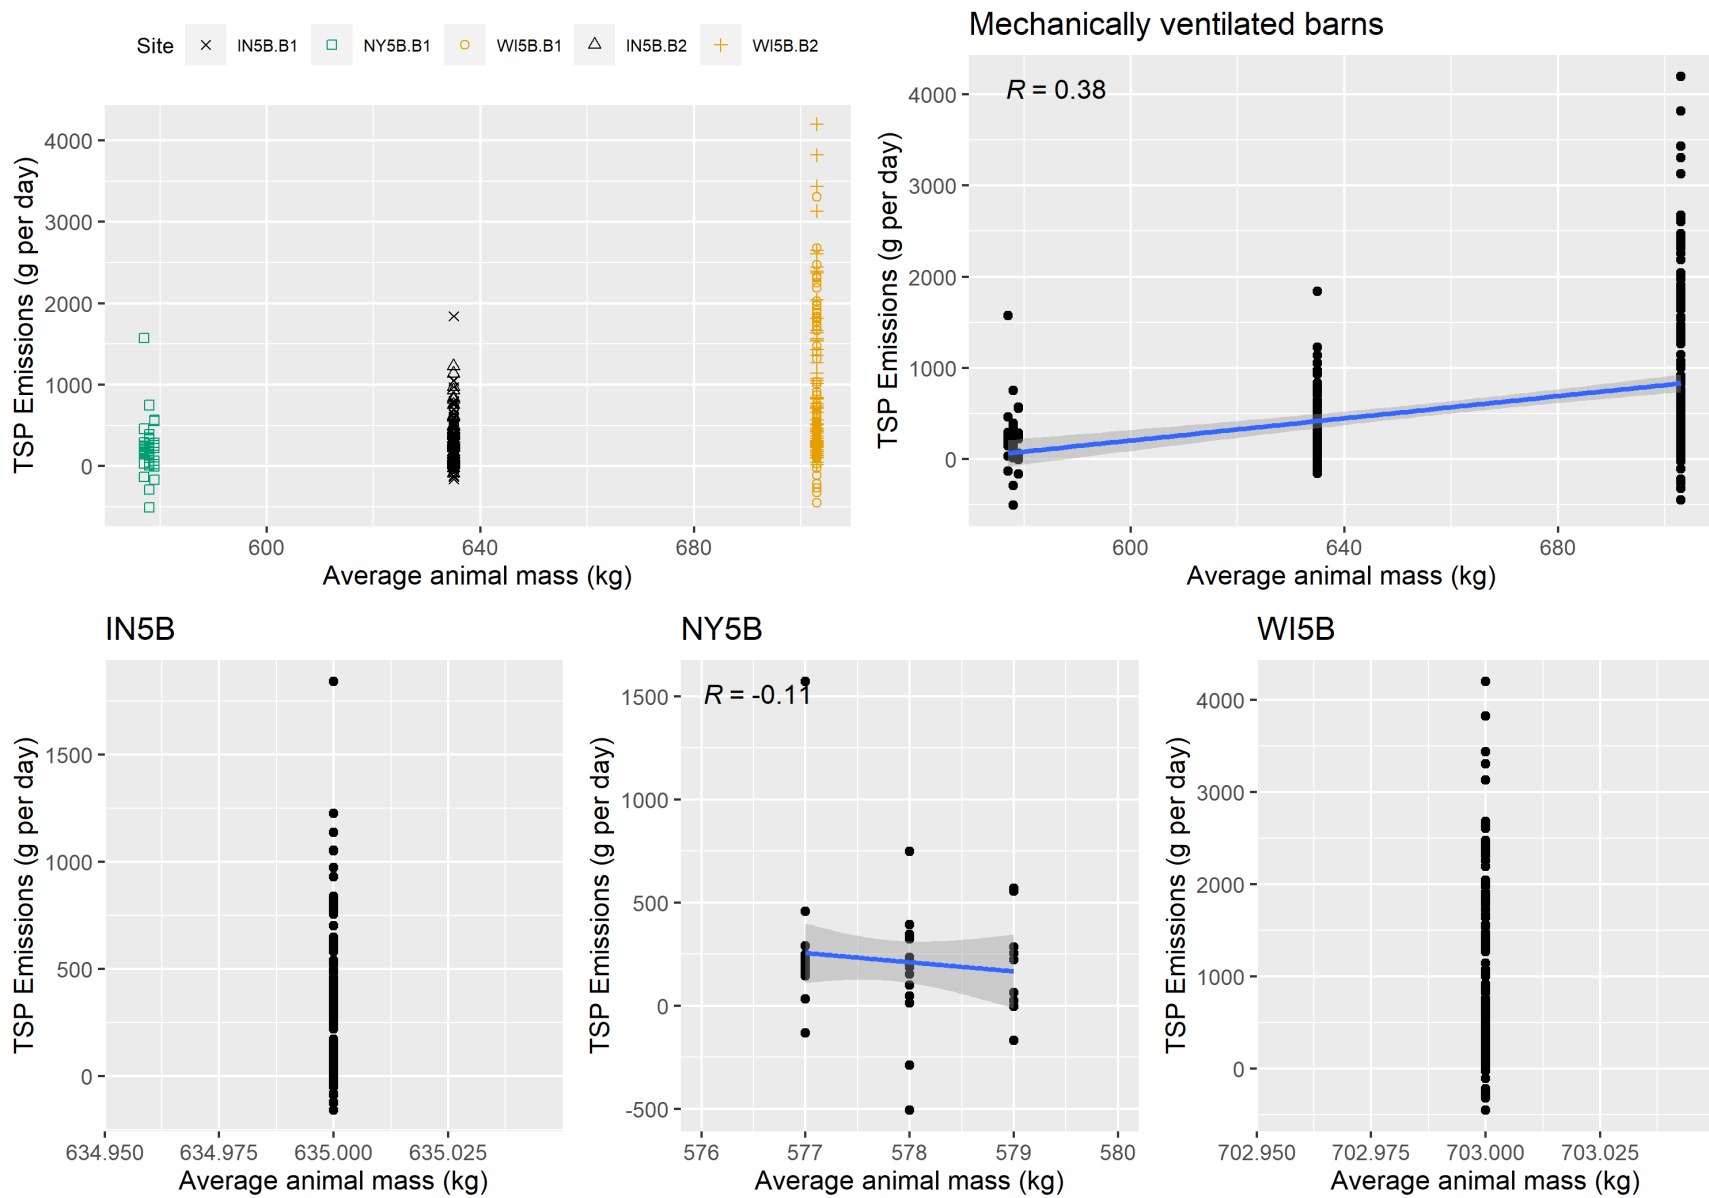 Site IN5B.B1 NY5B.B1 WI5B.B1 IN5B.B2 WI5B.B2
TSP Emissions (g per day)
4000
3000
2000
1000
0
600 640 680
Average animal mass (kg)
Mechanically ventilated barns
R = 0.38
TSP Emissions (g per day)
4000
3000
2000
1000
0
600 640 680
Average animal mass (kg)
IN5B
TSP Emissions (g per day)
1500
1000
500
0
634.950 634.975 635.000 635.025
Average animal mass (kg)
NY5B
R = -0.11
TSP Emissions (g per day)
1500
1000
500
0
-500
576 577 578 579 580
Average animal mass (kg)
WI5B
TSP Emissions (g per day)
4000
3000
2000
1000
0
702.950 702.975 703.000 703.025
Average animal mass (kg)